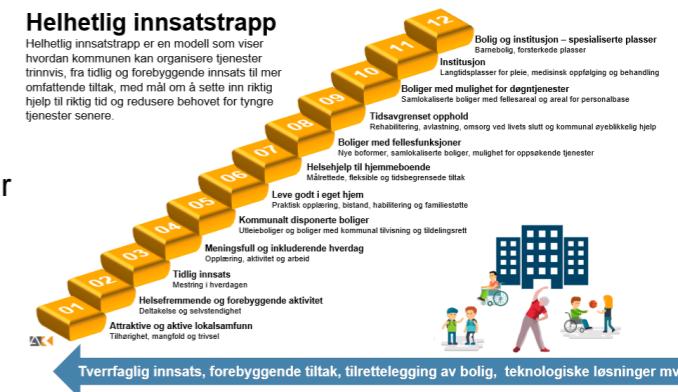 Helhetlig innsatstrapp
Helhetlig innsatstrapp er en modell som viser
hvordan kommunen kan organisere tjenester
trinnvis, fra tidlig og forebyggende innsats til mer
omfattende tiltak, med mål om å sette inn riktig
hjelp til riktig tid og redusere behovet for tyngre
tjenester senere.
r
12
Bolig og institusjon – spesialiserte plasser
Barnebolig, forsterkede plasser
11
Institusjon
Langtidsplasser for pleie, medisinsk oppfølging og behandling
10
Boliger med mulighet for døgntjenester
Samlokaliserte boliger med fellesareal og areal for personalbase
09
Tidsavgrenset opphold
Rehabilitering, avlastning, omsorg ved livets slutt og kommunal øyeblikkelig hjelp
08
Boliger med fellesfunksjoner
Nye boformer, samlokaliserte boliger, mulighet for oppsøkende tjenester
07
Helsehjelp til hjemmeboende
Målrettede, fleksible og tidsbegrensede tiltak
06
Leve godt i eget hjem
Praktisk opplæring, bistand, habilitering og familiestøtte
05
Kommunalt disponerte boliger
Utleieboliger og boliger med kommunal tilvisning og tildelingsrett
04
Meningsfull og inkluderende hverdag
Opplæring, aktivitet og arbeid
03
Tidlig innsats
Mestring i hverdagen
02
Helsefremmende og forebyggende aktivitet
Deltakelse og selvstendighet
01
Attraktive og aktive lokalsamfunn
Tilhørighet, mangfold og trivsel
Tverrfaglig innsats, forebyggende tiltak, tilrettelegging av bolig, teknologiske løsninger mv